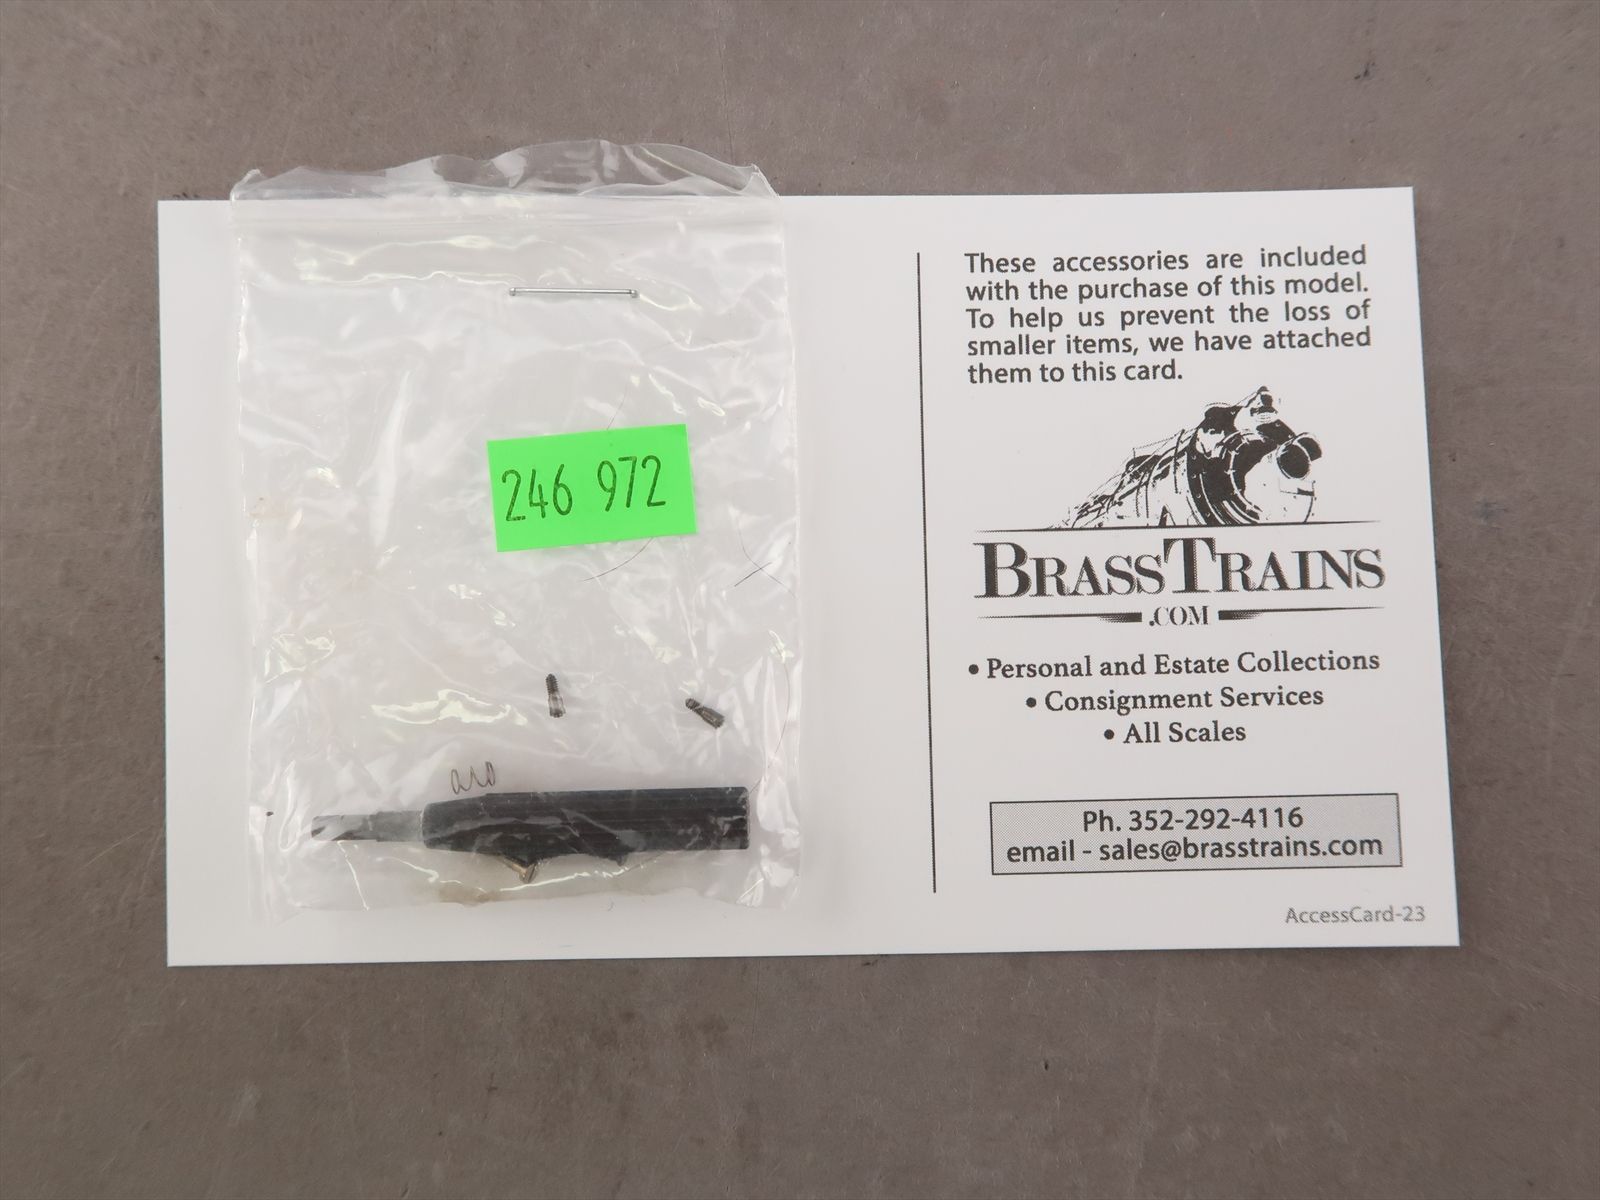 246 972
These accessories are included
with the purchase of this model.
To help us prevent the loss of
smaller items, we have attached
them to this card.
BRASSTRAINS
.COM
• Personal and Estate Collections
• Consignment Services
• All Scales
Ph. 352-292-4116
email - sales@brasstrains.com
AccessCard-23